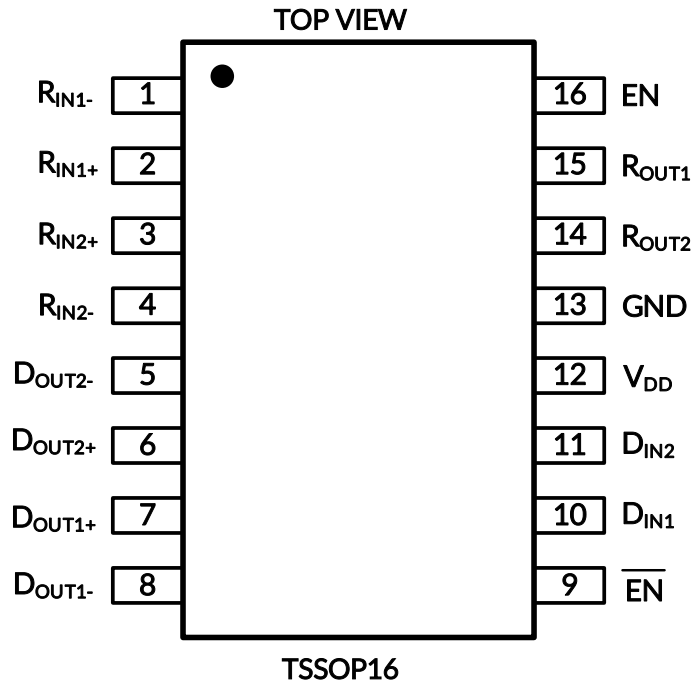 TOP VIEW
RIN1- 1 16 EN
RIN1+ 2 15 ROUT1
RIN2+ 3 14 ROUT2
RIN2- 4 13 GND
DOUT2- 5 12 VDD
DOUT2+ 6 11 DIN2
DOUT1+ 7 10 DIN1
DOUT1- 8 9 E̅N̅
TSSOP16